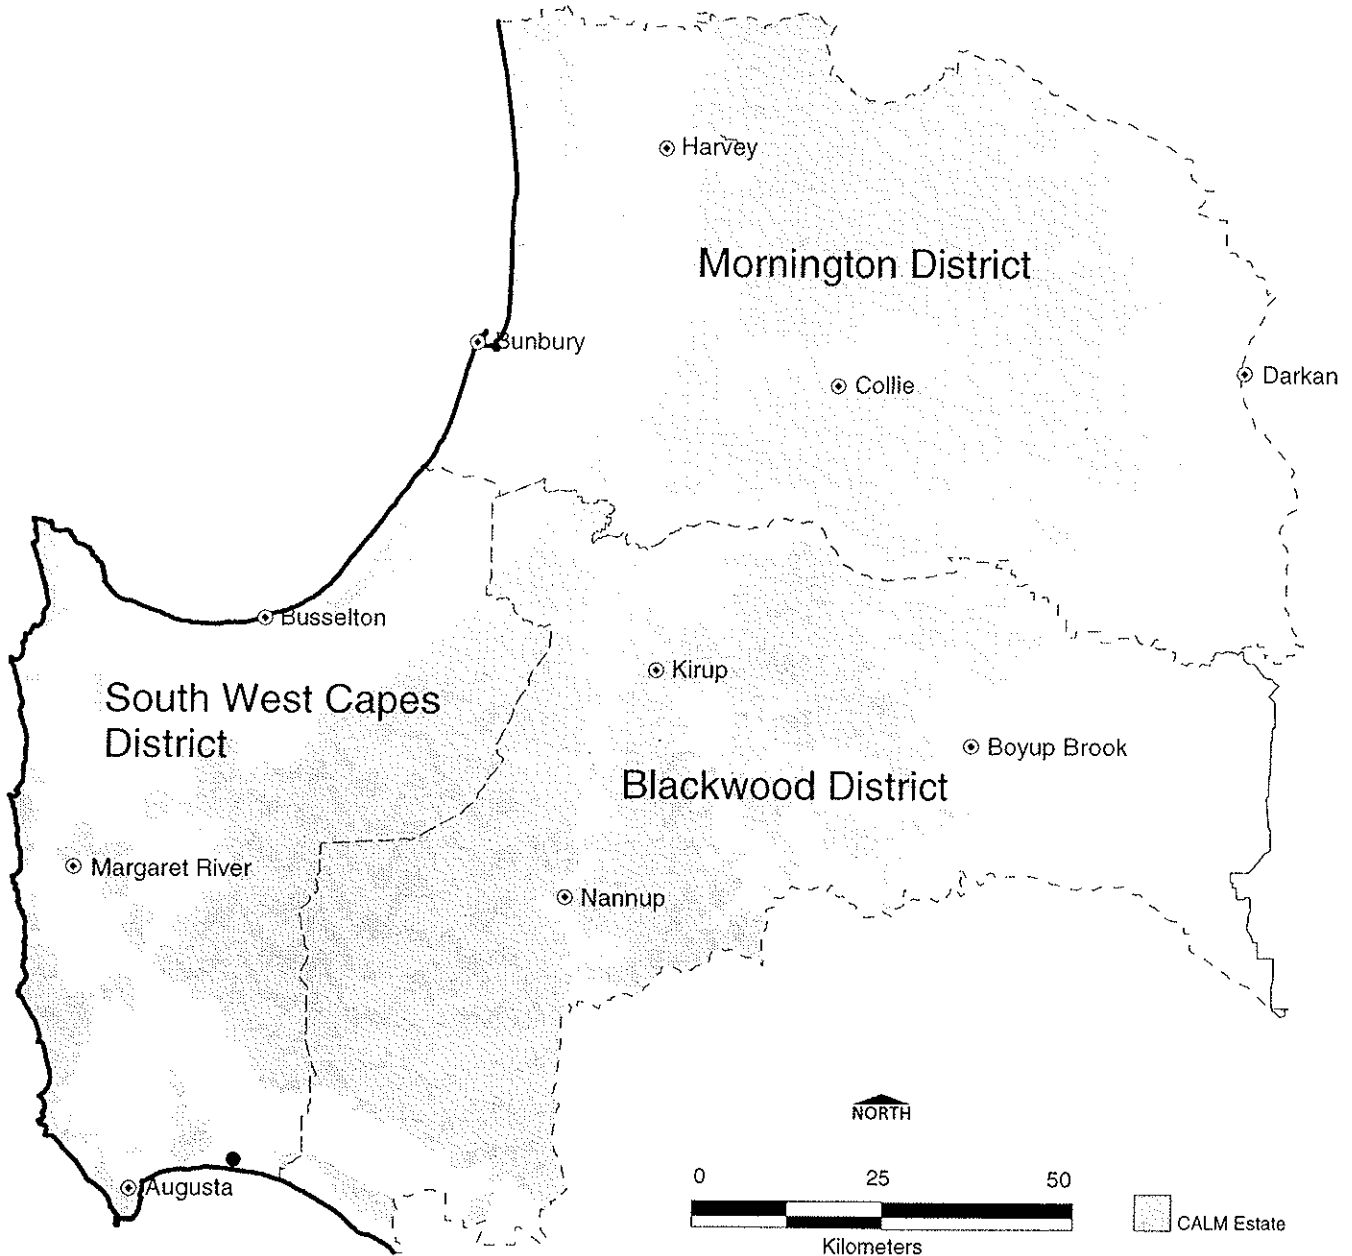 Harvey
Mornington District
Bunbury
Collie
Darkan
Busselton
Kirup
South West Capes
District
Boyup Brook
Blackwood District
Margaret River
Nannup
NORTH
0 25 50
Augusta
CALM Estate
Kilometers